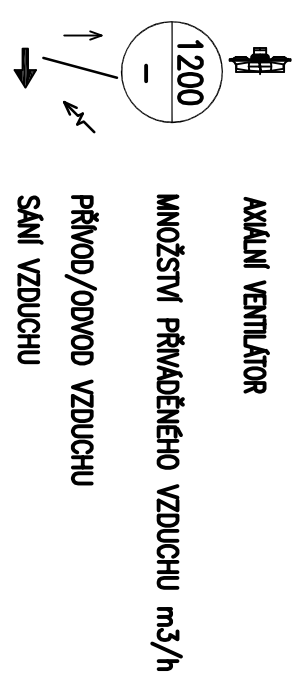 AXIÁLNÍ VENTILÁTOR
1200
-
MNOŽSTVÍ PŘIVÁDĚNÉHO VZDUCHU m3/h
PŘÍVOD/ODVOD VZDUCHU
SÁNÍ VZDUCHU